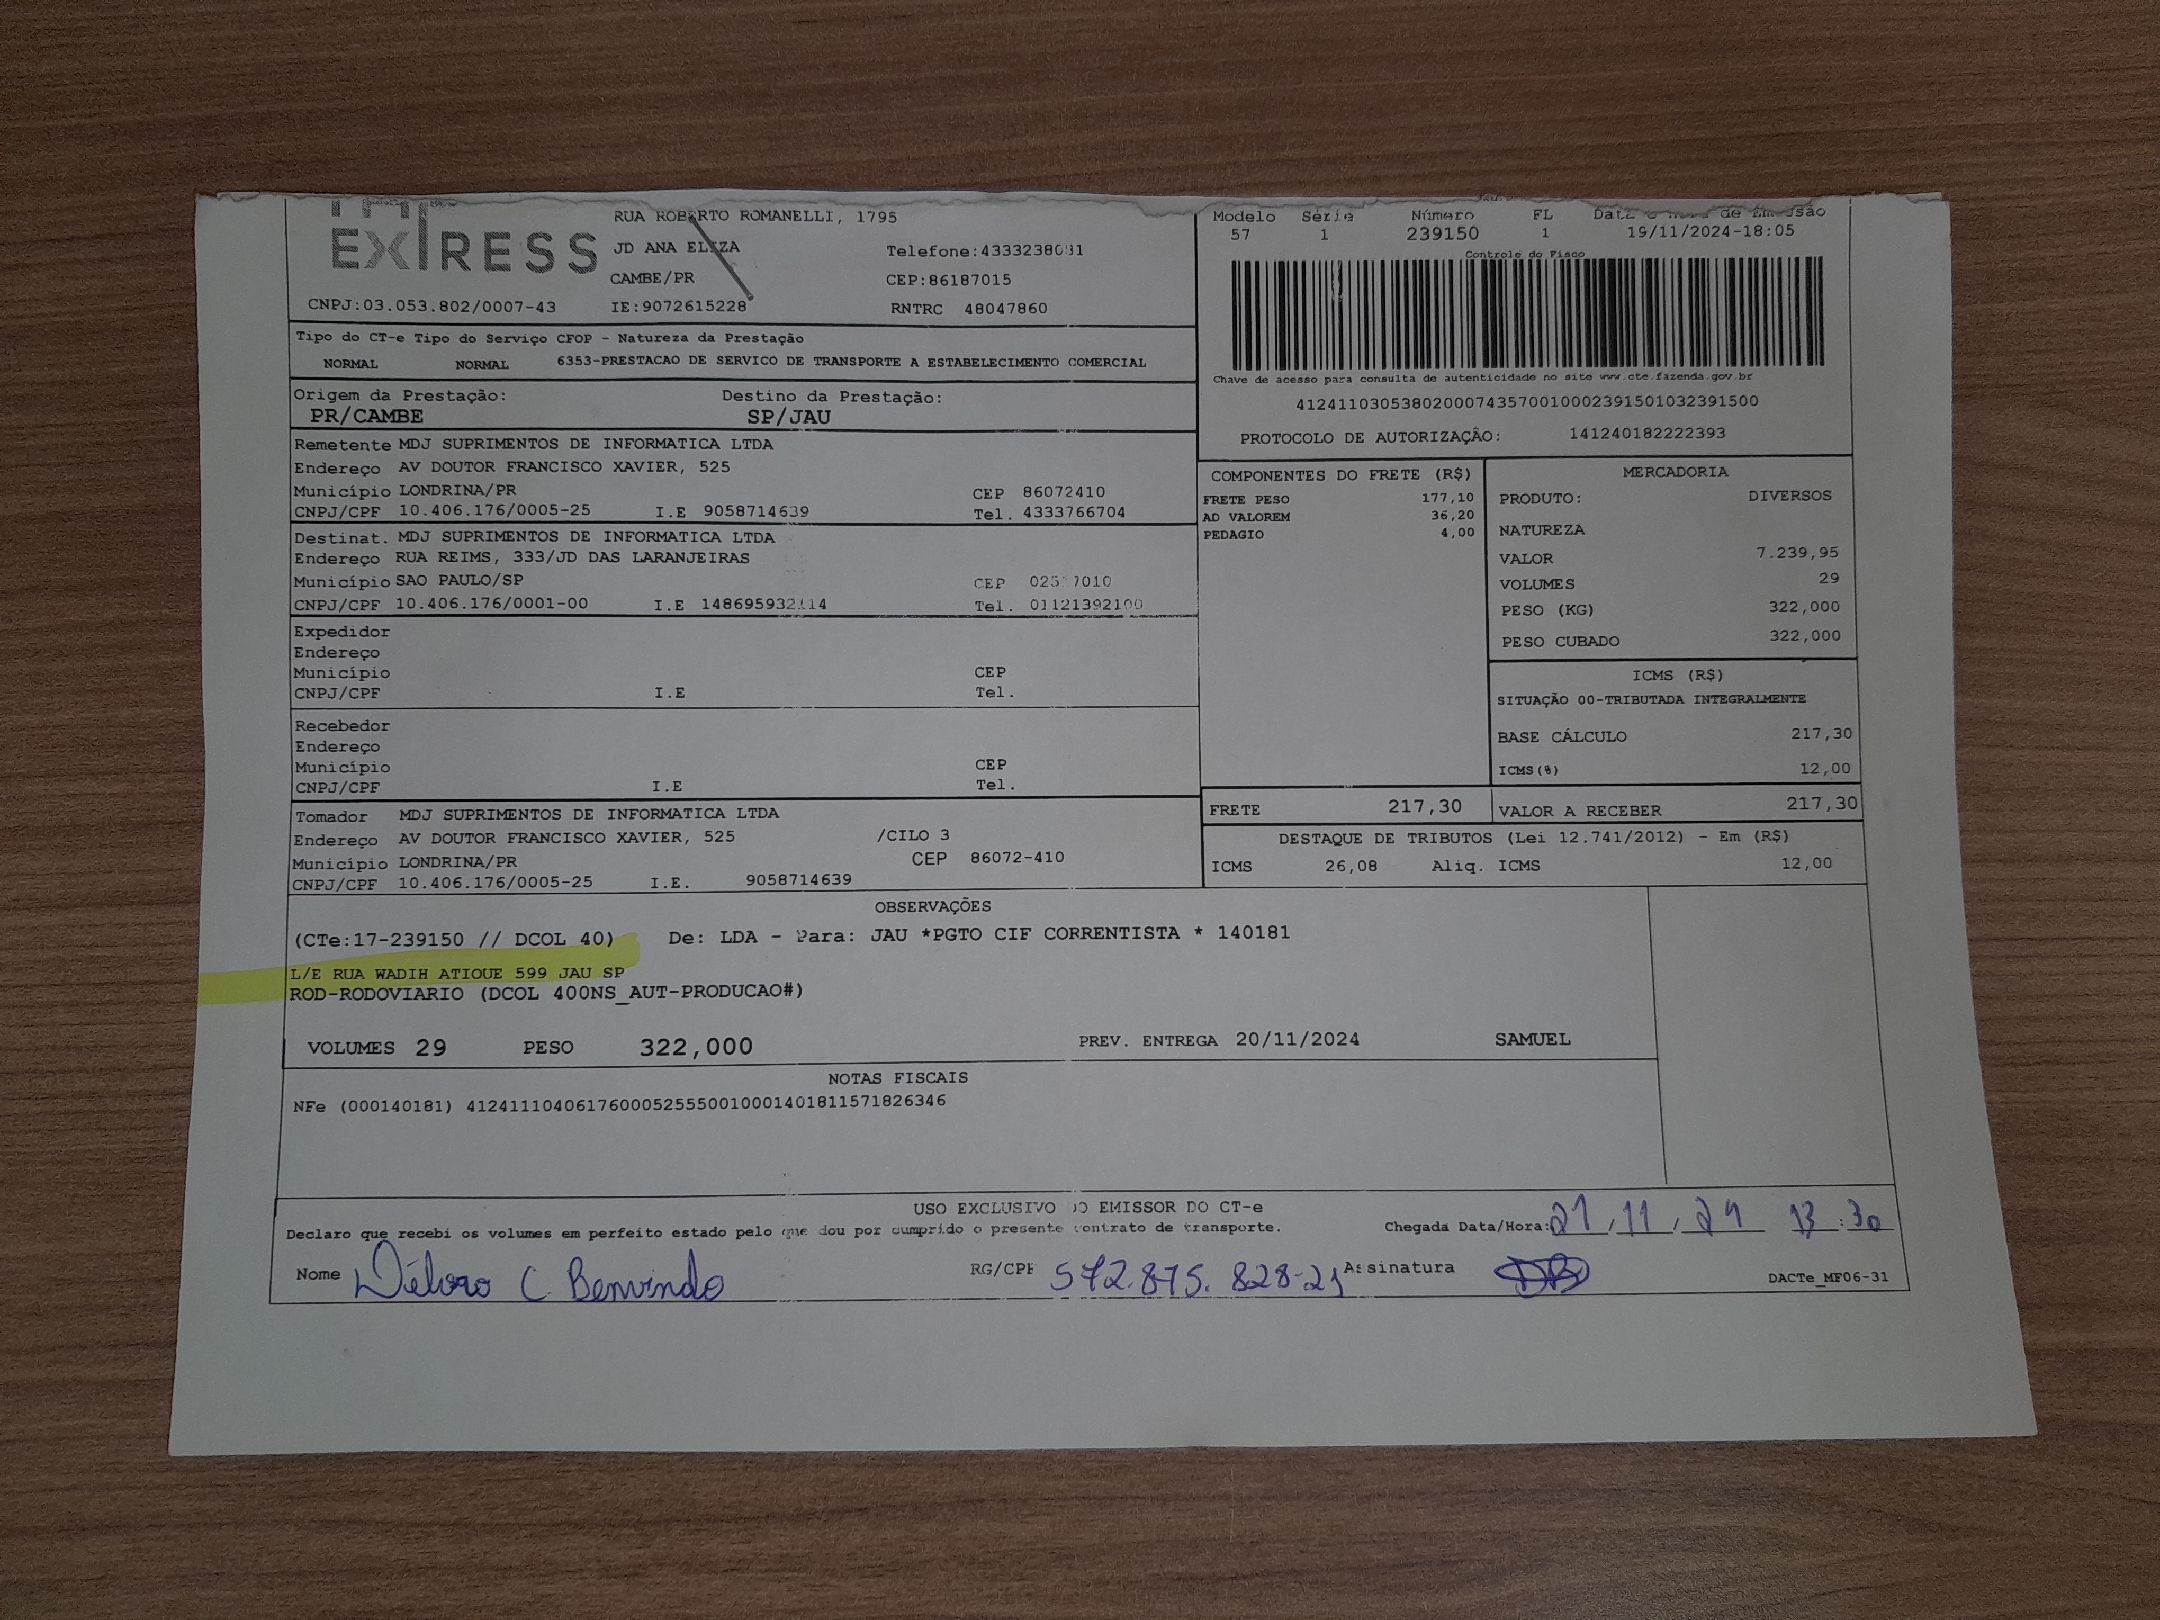 EXPRESS
RUA ROBERTO ROMANELLI, 1795
JD ANA ELIZA
Telefone:4333238031
CAMBE/PR
CEP:86187015
CNPJ:03.053.802/0007-43 IE:9072615228 RNTRC 48047860
Modelo Série Número FL Data e Hora de Emissão
57 1 239150 1 19/11/2024-18:05
Controle do Fisco
Tipo do CT-e Tipo do Serviço CFOP - Natureza da Prestação
NORMAL NORMAL 6353-PRESTACAO DE SERVICO DE TRANSPORTE A ESTABELECIMENTO COMERCIAL
Chave de acesso para consulta de autenticidade no site www.cte.fazenda.gov.br
41241103053802000743570010002391501032391500
PROTOCOLO DE AUTORIZAÇÃO: 141240182222393
Origem da Prestação: Destino da Prestação:
PR/CAMBE SP/JAU
Remetente MDJ SUPRIMENTOS DE INFORMATICA LTDA
Endereço AV DOUTOR FRANCISCO XAVIER, 525
Município LONDRINA/PR CEP 86072410
CNPJ/CPF 10.406.176/0005-25 I.E 9058714639 Tel. 4333766704
Destinat. MDJ SUPRIMENTOS DE INFORMATICA LTDA
Endereço RUA REIMS, 333/JD DAS LARANJEIRAS
Município SAO PAULO/SP CEP
CNPJ/CPF 10.406.176/0001-00 I.E Tel. 01121392100
Expedidor
Endereço
Município CEP
CNPJ/CPF I.E Tel.
Recebedor
Endereço
Município CEP
CNPJ/CPF I.E Tel.
Tomador MDJ SUPRIMENTOS DE INFORMATICA LTDA
Endereço AV DOUTOR FRANCISCO XAVIER, 525 /CILO 3
Município LONDRINA/PR CEP 86072-410
CNPJ/CPF 10.406.176/0005-25 I.E. 9058714639
COMPONENTES DO FRETE (R$)
FRETE PESO 177,10
AD VALOREM 36,20
PEDAGIO 4,00
MERCADORIA
PRODUTO: DIVERSOS
NATUREZA
VALOR 7.239,95
VOLUMES 29
PESO (KG) 322,000
PESO CUBADO 322,000
ICMS (R$)
SITUAÇÃO 00-TRIBUTADA INTEGRALMENTE
BASE CÁLCULO 217,30
ICMS(%) 12,00
FRETE 217,30 VALOR A RECEBER 217,30
DESTAQUE DE TRIBUTOS (Lei 12.741/2012) - Em (R$)
ICMS 26,08 Aliq. ICMS 12,00
OBSERVAÇÕES
(CTe:17-239150 // DCOL 40) De: LDA - Para: JAU *PGTO CIF CORRENTISTA * 140181
L/E RUA WADIH ATIQUE 599 JAU SP
ROD-RODOVIARIO (DCOL 400NS_AUT-PRODUCAO#)
VOLUMES 29 PESO 322,000 PREV. ENTREGA 20/11/2024 SAMUEL
NOTAS FISCAIS
NFe (000140181) 41241110406176000525550010001401811571826346
USO EXCLUSIVO DO EMISSOR DO CT-e
Declaro que recebi os volumes em perfeito estado pelo que dou por cumprido o presente contrato de transporte. Chegada Data/Hora: 21/11/24 13:30
Nome Débora C Benvindo RG/CPF 572.875.828-21 Assinatura
DACTe_MF06-31